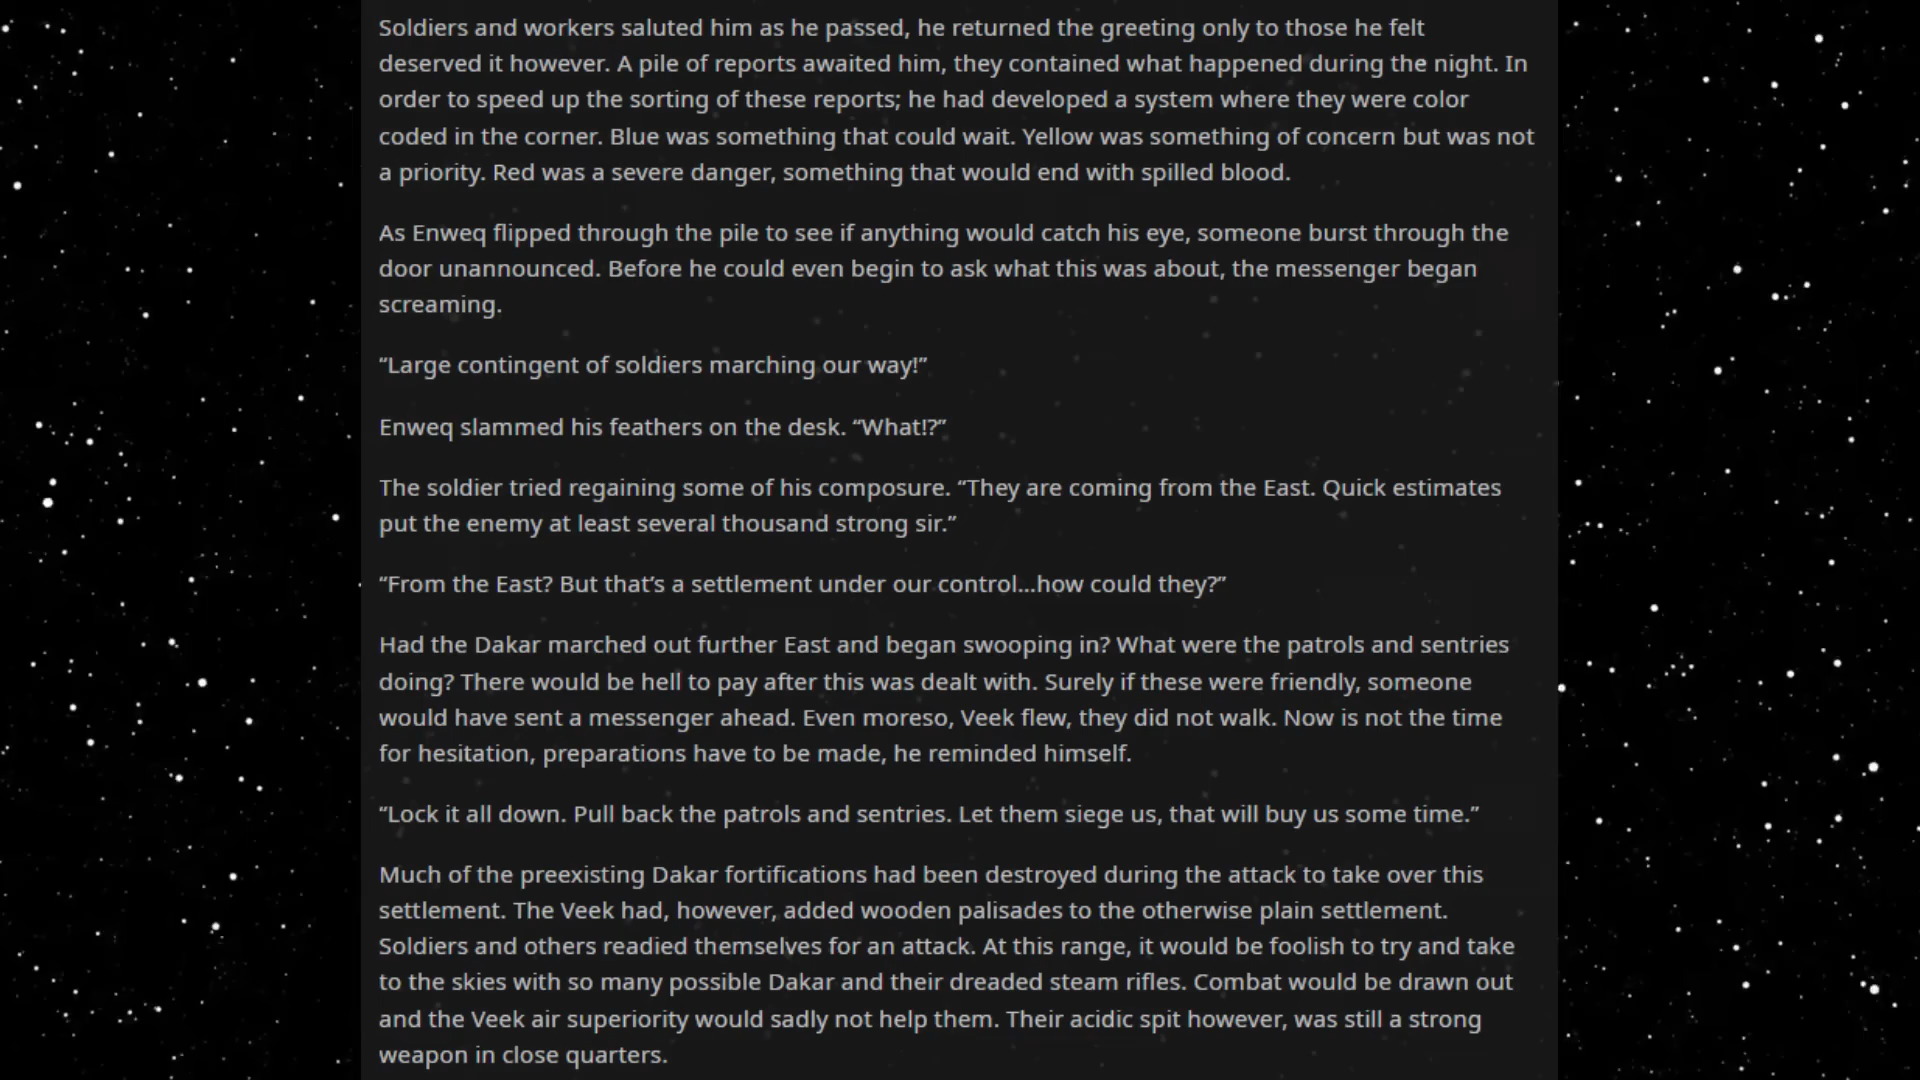 Soldiers and workers saluted him as he passed, he returned the greeting only to those he felt
deserved it however. A pile of reports awaited him, they contained what happened during the night. In
order to speed up the sorting of these reports; he had developed a system where they were color
coded in the corner. Blue was something that could wait. Yellow was something of concern but was not
a priority. Red was a severe danger, something that would end with spilled blood.
As Enweq flipped through the pile to see if anything would catch his eye, someone burst through the
door unannounced. Before he could even begin to ask what this was about, the messenger began
screaming.
“Large contingent of soldiers marching our way!”
Enweq slammed his feathers on the desk. “What!?”
The soldier tried regaining some of his composure. “They are coming from the East. Quick estimates
put the enemy at least several thousand strong sir.”
“From the East? But that’s a settlement under our control…how could they?”
Had the Dakar marched out further East and began swooping in? What were the patrols and sentries
doing? There would be hell to pay after this was dealt with. Surely if these were friendly, someone
would have sent a messenger ahead. Even moreso, Veek flew, they did not walk. Now is not the time
for hesitation, preparations have to be made, he reminded himself.
“Lock it all down. Pull back the patrols and sentries. Let them siege us, that will buy us some time.”
Much of the preexisting Dakar fortifications had been destroyed during the attack to take over this
settlement. The Veek had, however, added wooden palisades to the otherwise plain settlement.
Soldiers and others readied themselves for an attack. At this range, it would be foolish to try and take
to the skies with so many possible Dakar and their dreaded steam rifles. Combat would be drawn out
and the Veek air superiority would sadly not help them. Their acidic spit however, was still a strong
weapon in close quarters.